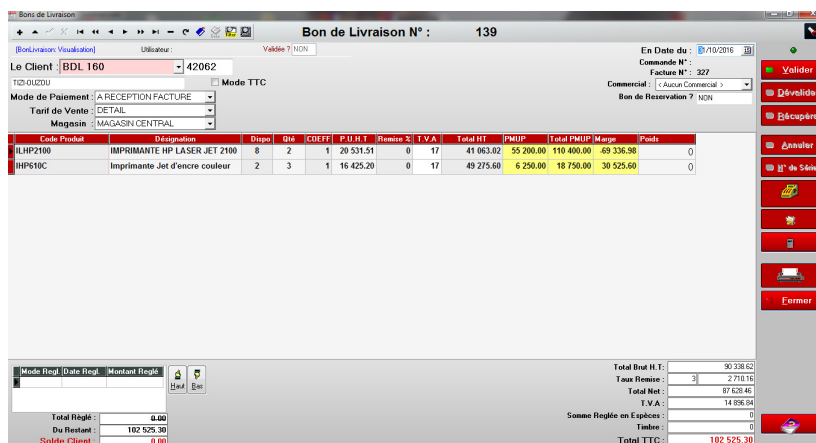 Bons de Livraison
Bon de Livraison N° : 139
[BonLivraison: Visualisation] Utilisateur : Validée ? NON
En Date du : 31/10/2016
Le Client : BDL 160 42062
Commande N° :
Facture N° : 327
TIZI-OUZOU Mode TTC
Commercial : < Aucun Commercial >
Mode de Paiement : A RECEPTION FACTURE
Bon de Reservation ? NON
Tarif de Vente : DETAIL
Magasin : MAGASIN CENTRAL
Code Produit Désignation Dispo Qté COEFF P.U.H.T Remise % T.V.A Total HT PMUP Total PMUP Marge Poids
ILHP2100 IMPRIMANTE HP LASER JET 2100 8 2 1 20 531.51 0 17 41 063.02 55 200.00 110 400.00 -69 336.98 0
IHP610C Imprimante Jet d'encre couleur 2 3 1 16 425.20 0 17 49 275.60 6 250.00 18 750.00 30 525.60 0
Valider
Dévalide
Récupére
Annuler
N° de Série
Fermer
Mode Regl. Date Regl. Montant Reglé
Haut Bas
Total Réglé : 0.00
Du Restant : 102 525.30
Solde Client : 0.00
Total Brut H.T: 90 338.62
Taux Remise : 3 2 710.16
Total Net : 87 628.46
T.V.A : 14 896.84
Somme Reglée en Espèces : 0
Timbre : 0
Total TTC : 102 525.30